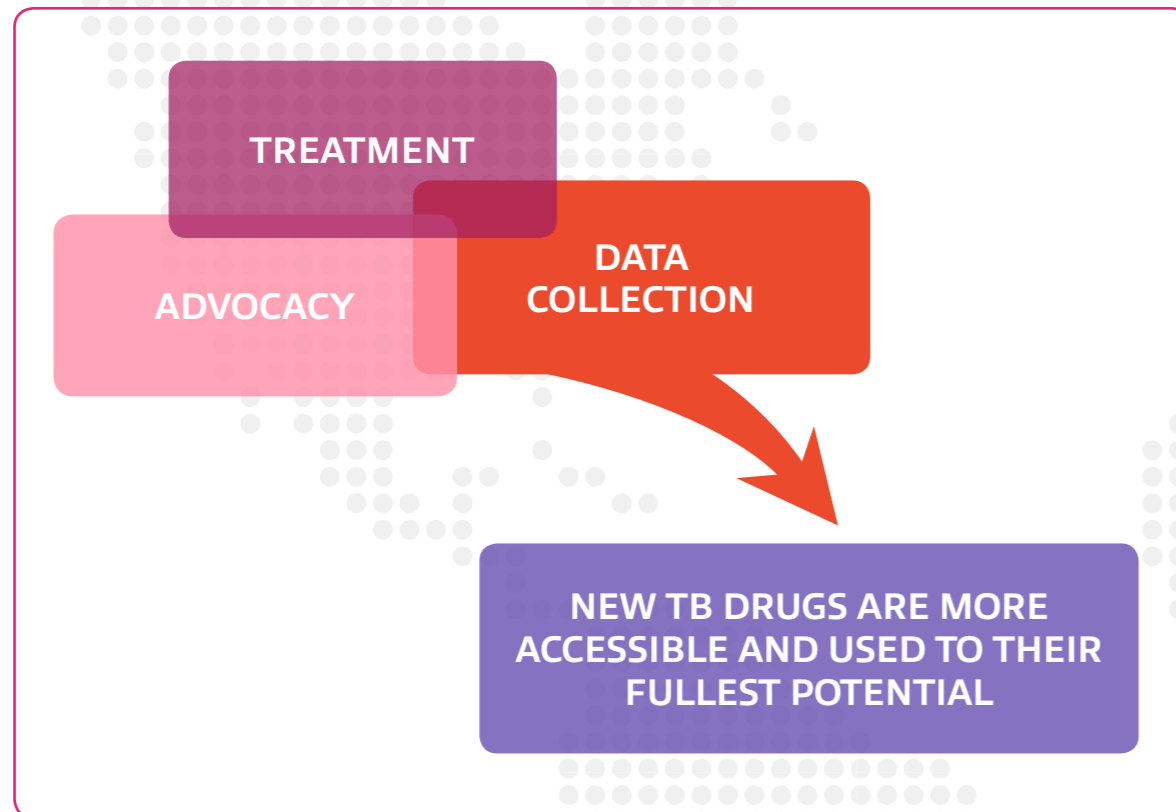 TREATMENT
ADVOCACY
DATA
COLLECTION
NEW TB DRUGS ARE MORE
ACCESSIBLE AND USED TO THEIR
FULLEST POTENTIAL